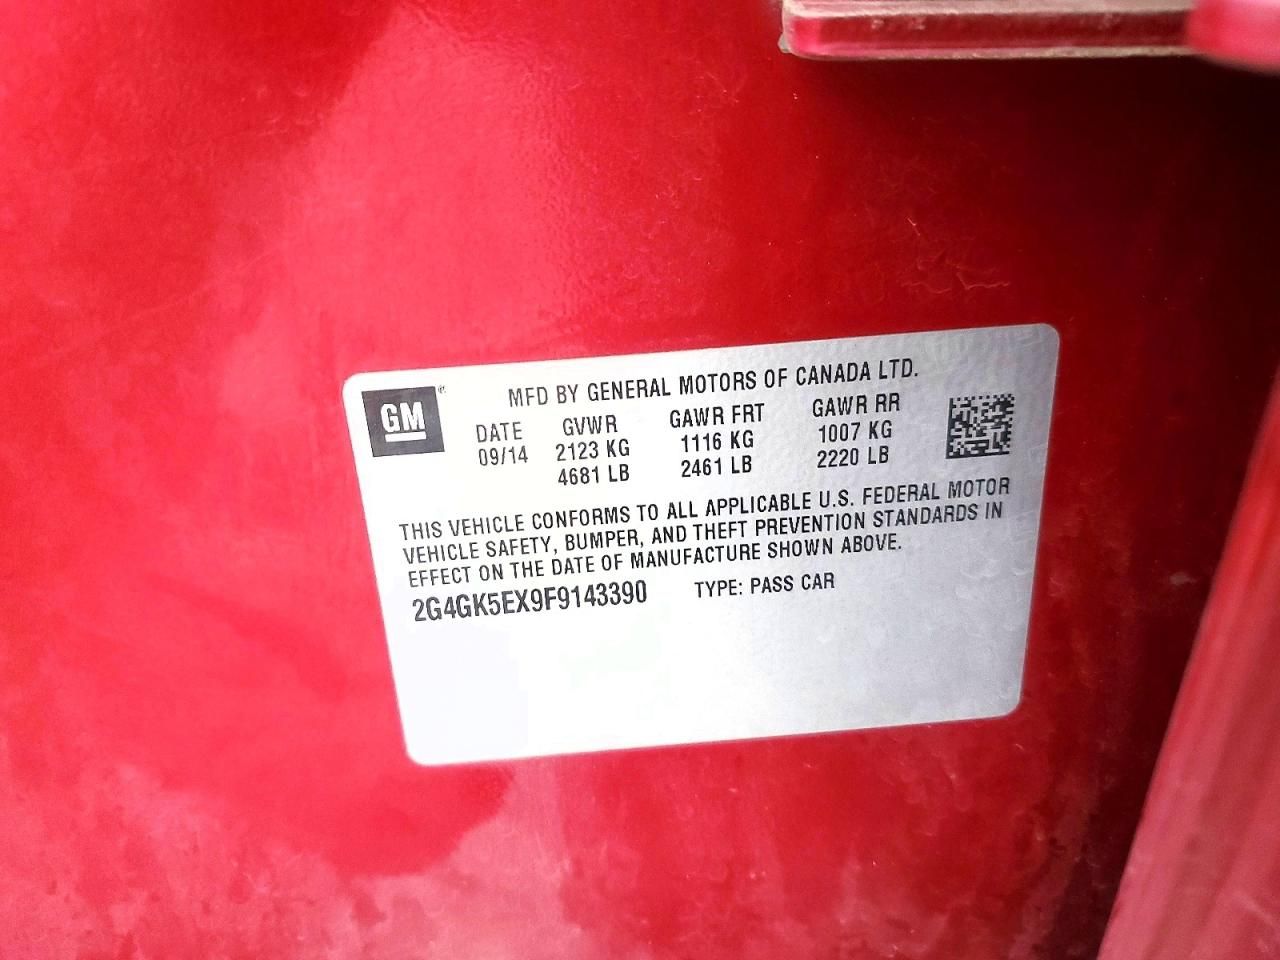 GM®
MFD BY GENERAL MOTORS OF CANADA LTD.
DATE GVWR GAWR FRT GAWR RR
09/14 2123 KG 1116 KG 1007 KG
4681 LB 2461 LB 2220 LB
THIS VEHICLE CONFORMS TO ALL APPLICABLE U.S. FEDERAL MOTOR
VEHICLE SAFETY, BUMPER, AND THEFT PREVENTION STANDARDS IN
EFFECT ON THE DATE OF MANUFACTURE SHOWN ABOVE.
2G4GK5EX9F9143390 TYPE: PASS CAR